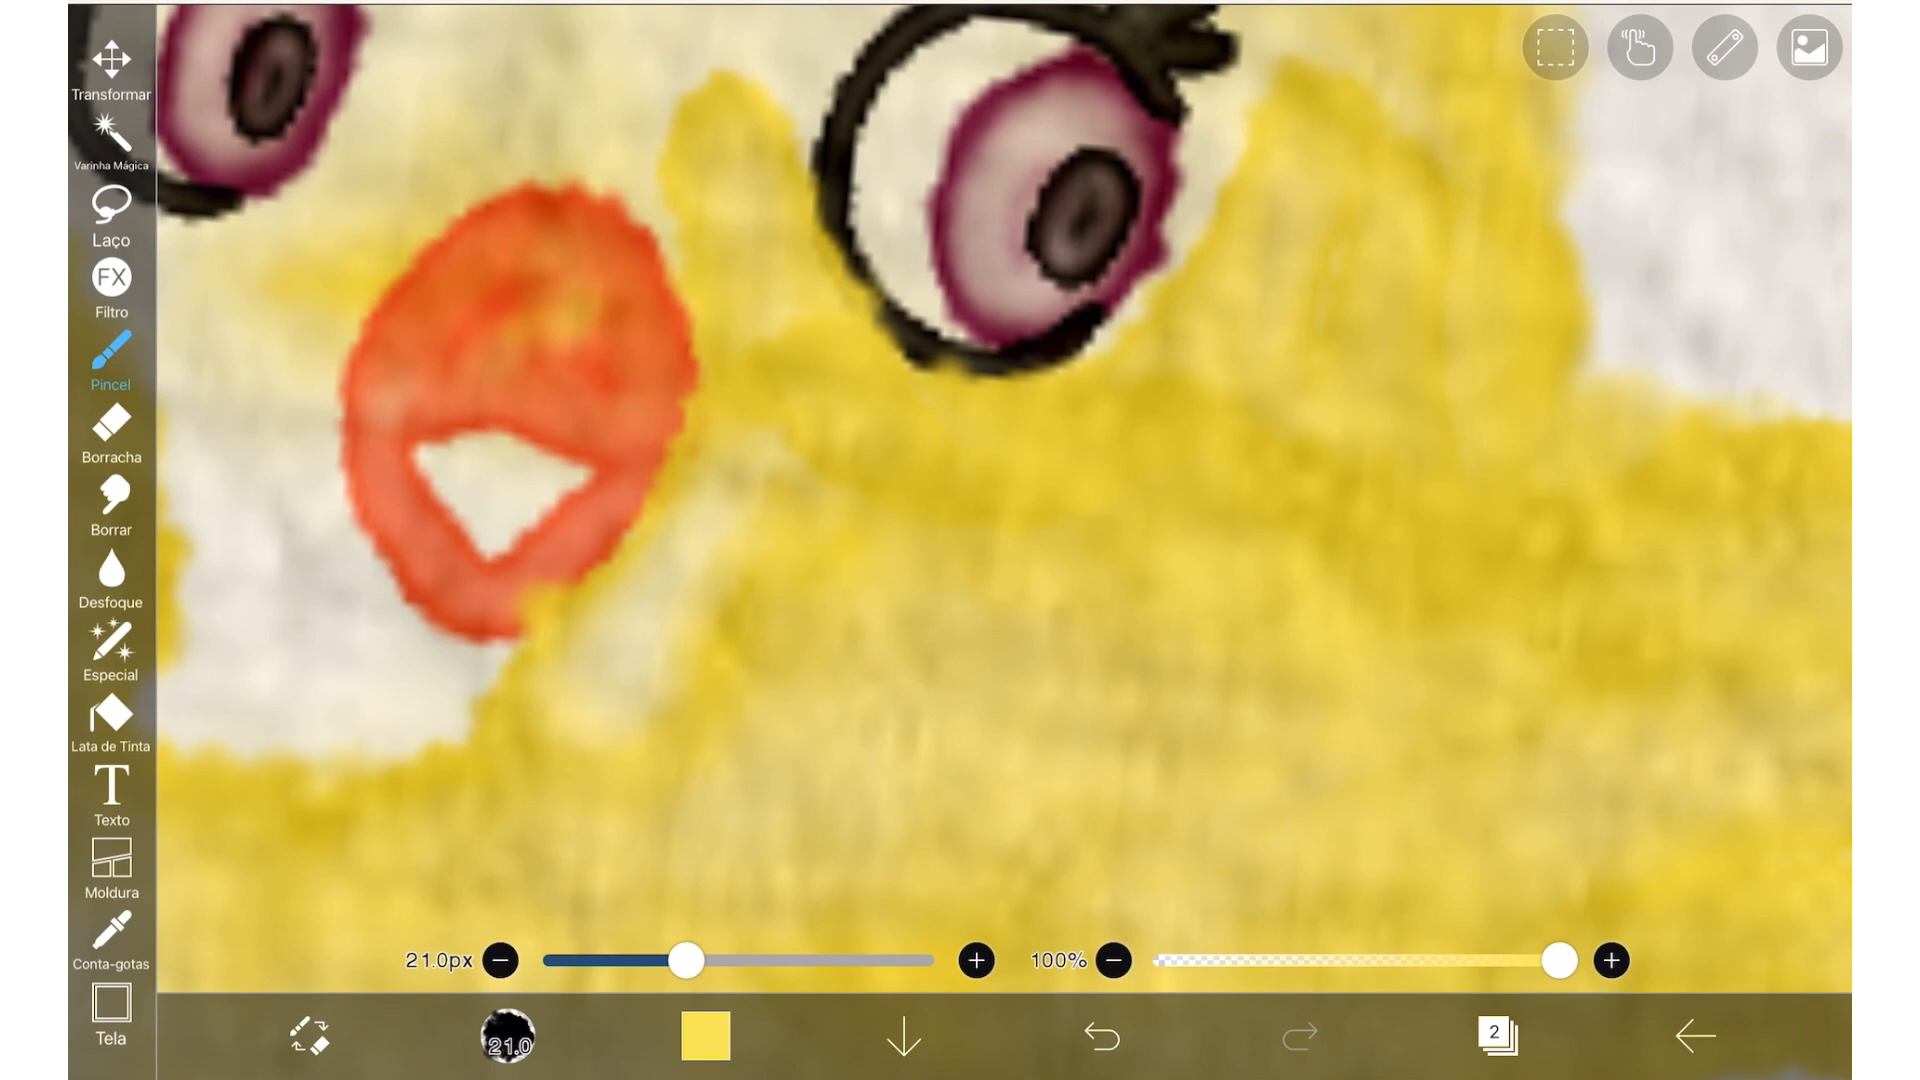 Transformar
Varinha Mágica
Laço
FX
Filtro
Pincel
Borracha
Borrar
Desfoque
Especial
Lata de Tinta
T
Texto
Moldura
Conta-gotas
Tela
21.0px
100%
21.0
2